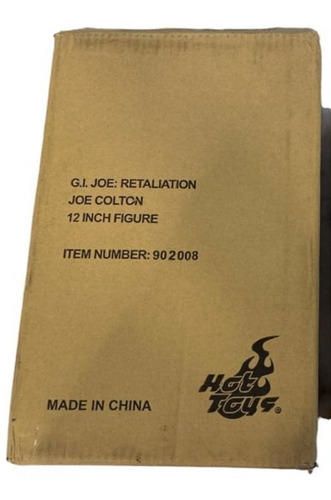 G.I. JOE: RETALIATION
JOE COLTON
12 INCH FIGURE
ITEM NUMBER: 902008
Hot
Toys®
MADE IN CHINA